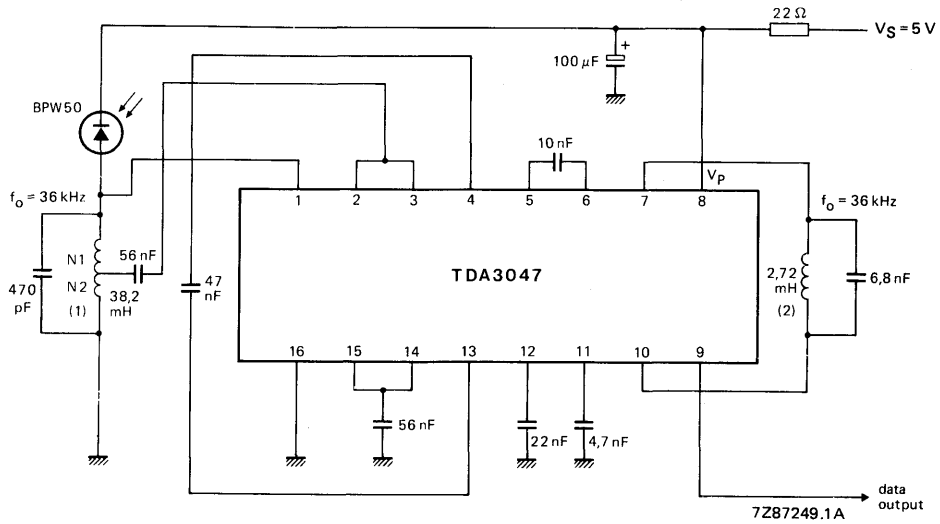 22 Ω
V_S = 5 V
+
100 µF
BPW50
10 nF
V_P
1 2 3 4 5 6 7 8
f_o = 36 kHz
f_o = 36 kHz
N1
56 nF
470 pF
N2
38,2 mH
(1)
47 nF
TDA3047
2,72 mH
(2)
6,8 nF
16 15 14 13 12 11 10 9
56 nF
22 nF
4,7 nF
data output
7Z87249.1A